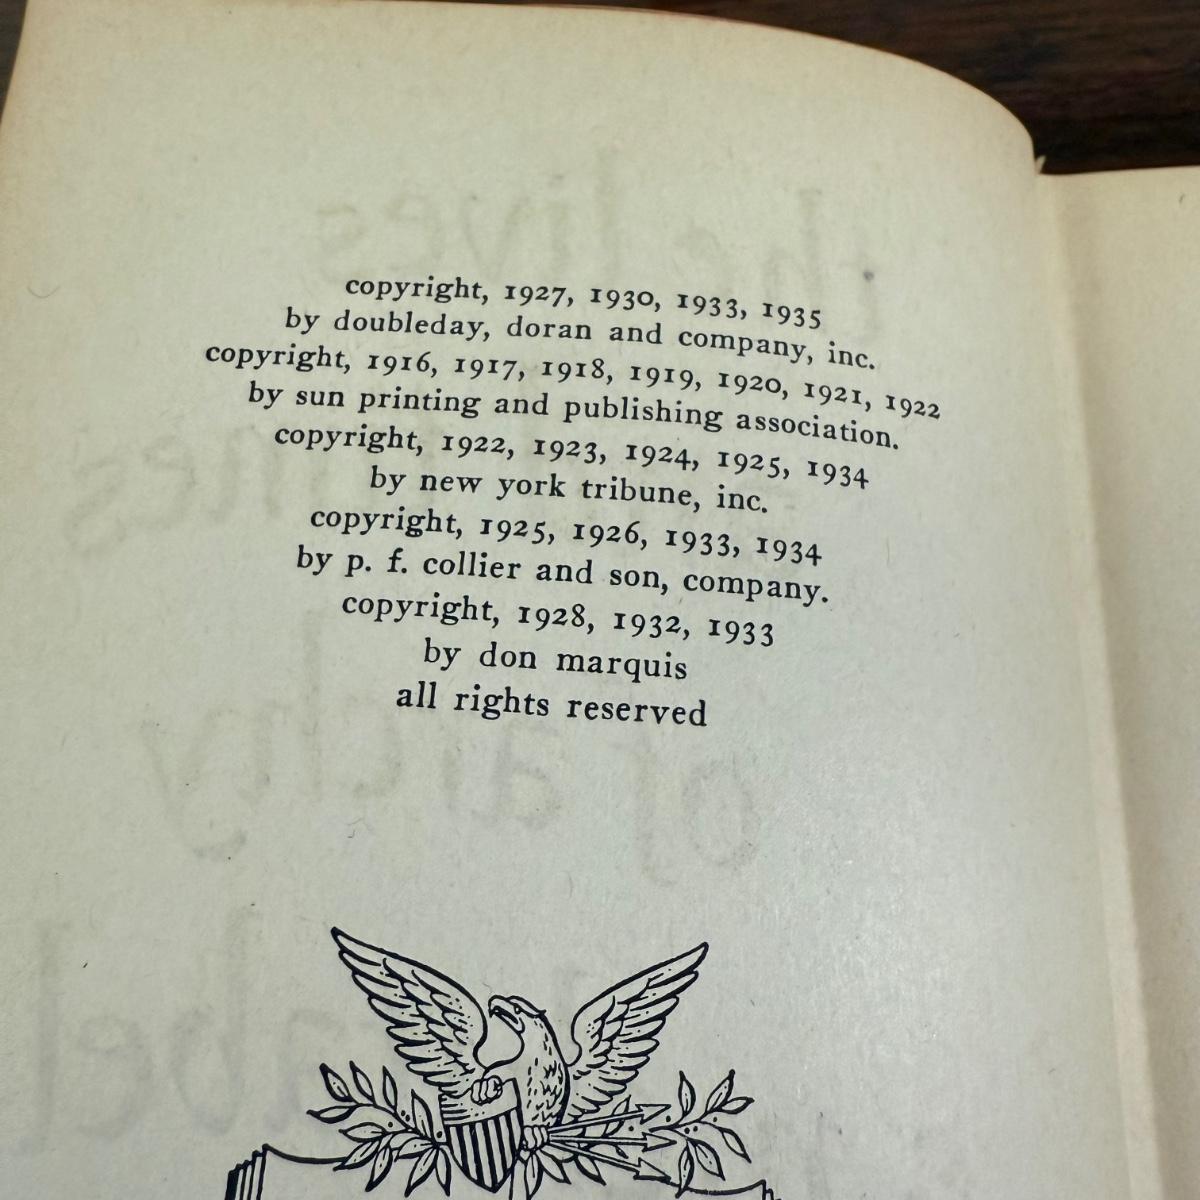 copyright, 1927, 1930, 1933, 1935
by doubleday, doran and company, inc.
copyright, 1916, 1917, 1918, 1919, 1920, 1921, 1922
by sun printing and publishing association.
copyright, 1922, 1923, 1924, 1925, 1934
by new york tribune, inc.
copyright, 1925, 1926, 1933, 1934
by p. f. collier and son, company.
copyright, 1928, 1932, 1933
by don marquis
all rights reserved